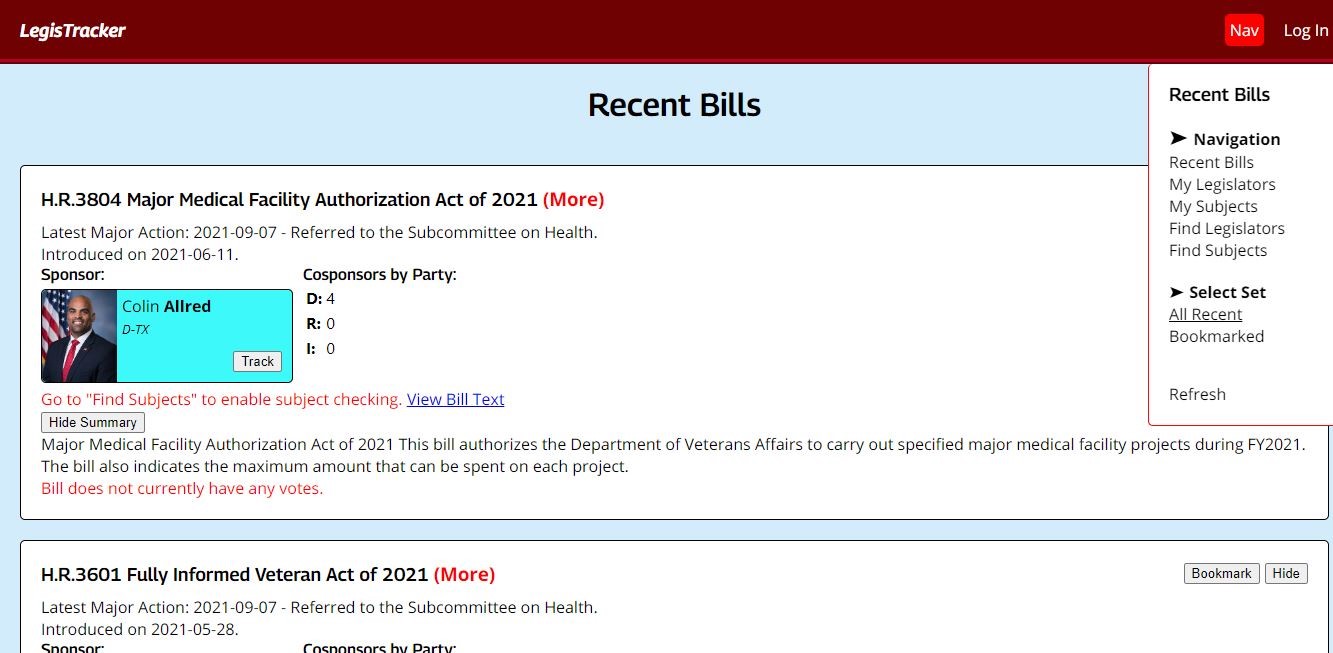 LegisTracker
Nav
Log In
Recent Bills
Recent Bills
➤ Navigation
Recent Bills
My Legislators
My Subjects
Find Legislators
Find Subjects
➤ Select Set
All Recent
Bookmarked
Refresh
H.R.3804 Major Medical Facility Authorization Act of 2021 (More)
Latest Major Action: 2021-09-07 - Referred to the Subcommittee on Health.
Introduced on 2021-06-11.
Sponsor:
Colin Allred
D-TX
Track
Cosponsors by Party:
D: 4
R: 0
I: 0
Go to "Find Subjects" to enable subject checking. View Bill Text
Hide Summary
Major Medical Facility Authorization Act of 2021 This bill authorizes the Department of Veterans Affairs to carry out specified major medical facility projects during FY2021.
The bill also indicates the maximum amount that can be spent on each project.
Bill does not currently have any votes.
H.R.3601 Fully Informed Veteran Act of 2021 (More)
Bookmark
Hide
Latest Major Action: 2021-09-07 - Referred to the Subcommittee on Health.
Introduced on 2021-05-28.
Sponsor:
Cosponsors by Party: